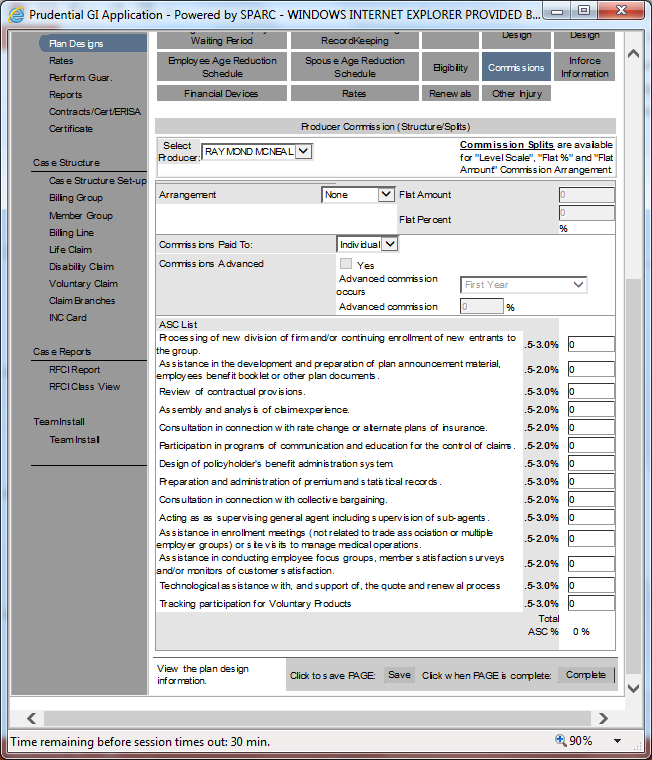 Prudential GI Application - Powered by SPARC - WINDOWS INTERNET EXPLORER PROVIDED B...
Plan Designs
Rates
Perform. Guar.
Reports
Contracts/Cert/ERISA
Certificate
Case Structure
Case Structure Set-up
Billing Group
Member Group
Billing Line
Life Claim
Disability Claim
Voluntary Claim
Claim Branches
INC Card
Case Reports
RFCI Report
RFCI Class View
Team Install
Team Install
Waiting Period
RecordKeeping
Design
Design
Employee Age Reduction
Schedule
Spouse Age Reduction
Schedule
Eligibility
Commissions
Inforce
Information
Financial Devices
Rates
Renewals
Other Injury
Producer Commission (Structure/Splits)
Select
Producer:
RAYMOND MCNEAL
Commission Splits are available
for "Level Scale", "Flat %" and "Flat
Amount" Commission Arrangement.
Arrangement
None
Flat Amount
0
Flat Percent
0
%
Commissions Paid To:
Individual
Commissions Advanced
Yes
Advanced commission
occurs
First Year
Advanced commission
0 %
ASC List
Processing of new division of firm and/or continuing enrollment of new entrants to
the group.
.5-3.0% 0
Assistance in the development and preparation of plan announcement material,
employees benefit booklet or other plan documents.
.5-2.0% 0
Review of contractual provisions. .5-3.0% 0
Assembly and analysis of claim experience. .5-2.0% 0
Consultation in connection with rate change or alternate plans of insurance. .5-2.0% 0
Participation in programs of communication and education for the control of claims. .5-2.0% 0
Design of policyholder's benefit administration system. .5-3.0% 0
Preparation and administration of premium and statistical records. .5-3.0% 0
Consultation in connection with collective bargaining. .5-2.0% 0
Acting as as supervising general agent including supervision of sub-agents. .5-3.0% 0
Assistance in enrollment meetings (not related to trade association or multiple
employer groups) or site visits to manage medical operations.
.5-2.0% 0
Assistance in conducting employee focus groups, member satisfaction surveys
and/or monitors of customer satisfaction.
.5-2.0% 0
Technological assistance with, and support of, the quote and renewal process .5-3.0% 0
Tracking participation for Voluntary Products .5-3.0% 0
Total
ASC % 0 %
View the plan design
information.
Click to save PAGE: Save Click when PAGE is complete: Complete
Time remaining before session times out: 30 min.
90%